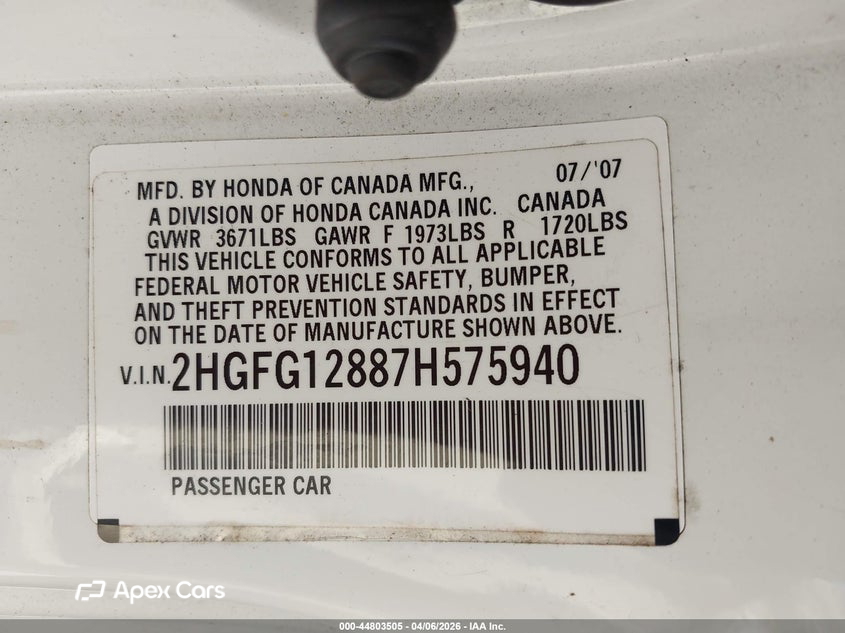 07/'07
MFD. BY HONDA OF CANADA MFG.,
A DIVISION OF HONDA CANADA INC. CANADA
GVWR 3671LBS GAWR F 1973LBS R 1720LBS
THIS VEHICLE CONFORMS TO ALL APPLICABLE
FEDERAL MOTOR VEHICLE SAFETY, BUMPER,
AND THEFT PREVENTION STANDARDS IN EFFECT
ON THE DATE OF MANUFACTURE SHOWN ABOVE.
V.I.N. 2HGFG12887H575940
PASSENGER CAR
Apex Cars
000-44803505 - 04/06/2026 - IAA Inc.